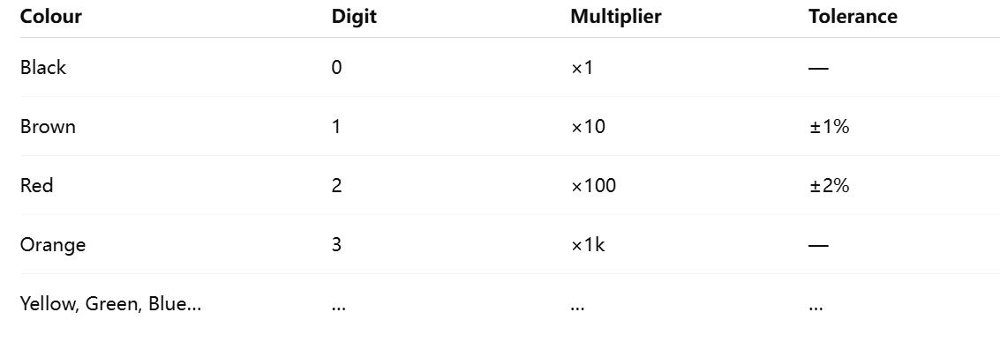 Colour Digit Multiplier Tolerance
Black 0 ×1 —
Brown 1 ×10 ±1%
Red 2 ×100 ±2%
Orange 3 ×1k —
Yellow, Green, Blue… … … …